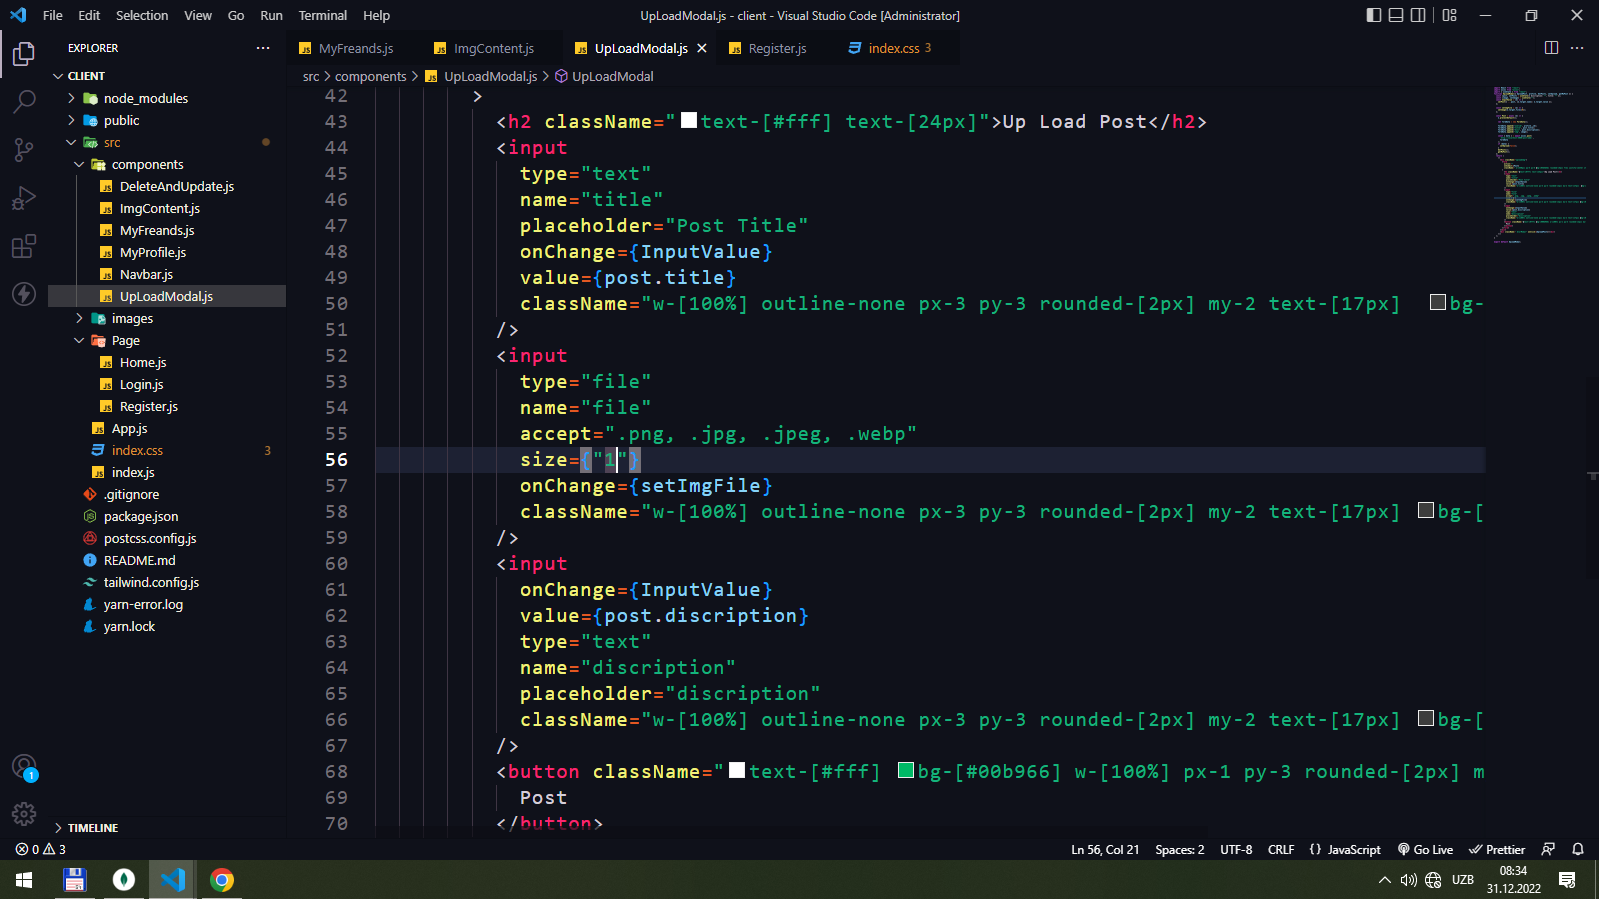 File Edit Selection View Go Run Terminal Help
UpLoadModal.js - client - Visual Studio Code [Administrator]
EXPLORER
MyFreands.js ImgContent.js UpLoadModal.js Register.js index.css 3
src > components > UpLoadModal.js > UpLoadModal
CLIENT
node_modules
public
src
components
DeleteAndUpdate.js
ImgContent.js
MyFreands.js
MyProfile.js
Navbar.js
UpLoadModal.js
images
Page
Home.js
Login.js
Register.js
App.js
index.css 3
index.js
.gitignore
package.json
postcss.config.js
README.md
tailwind.config.js
yarn-error.log
yarn.lock
TIMELINE
42 >
43 <h2 className="text-[#fff] text-[24px]">Up Load Post</h2>
44 <input
45 type="text"
46 name="title"
47 placeholder="Post Title"
48 onChange={InputValue}
49 value={post.title}
50 className="w-[100%] outline-none px-3 py-3 rounded-[2px] my-2 text-[17px] bg-
51 />
52 <input
53 type="file"
54 name="file"
55 accept=".png, .jpg, .jpeg, .webp"
56 size={"1"}
57 onChange={setImgFile}
58 className="w-[100%] outline-none px-3 py-3 rounded-[2px] my-2 text-[17px] bg-[
59 />
60 <input
61 onChange={InputValue}
62 value={post.discription}
63 type="text"
64 name="discription"
65 placeholder="discription"
66 className="w-[100%] outline-none px-3 py-3 rounded-[2px] my-2 text-[17px] bg-[
67 />
68 <button className="text-[#fff] bg-[#00b966] w-[100%] px-1 py-3 rounded-[2px] m
69 Post
70 </button>
1
0 3
Ln 56, Col 21 Spaces: 2 UTF-8 CRLF {} JavaScript Go Live Prettier
UZB
08:34
31.12.2022